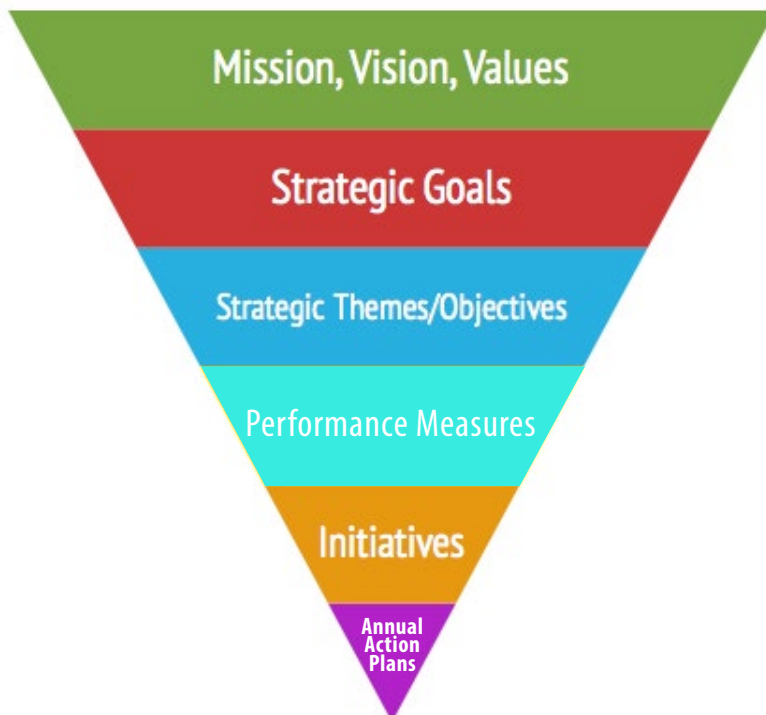 Mission, Vision, Values
Strategic Goals
Strategic Themes/Objectives
Performance Measures
Initiatives
Annual
Action
Plans